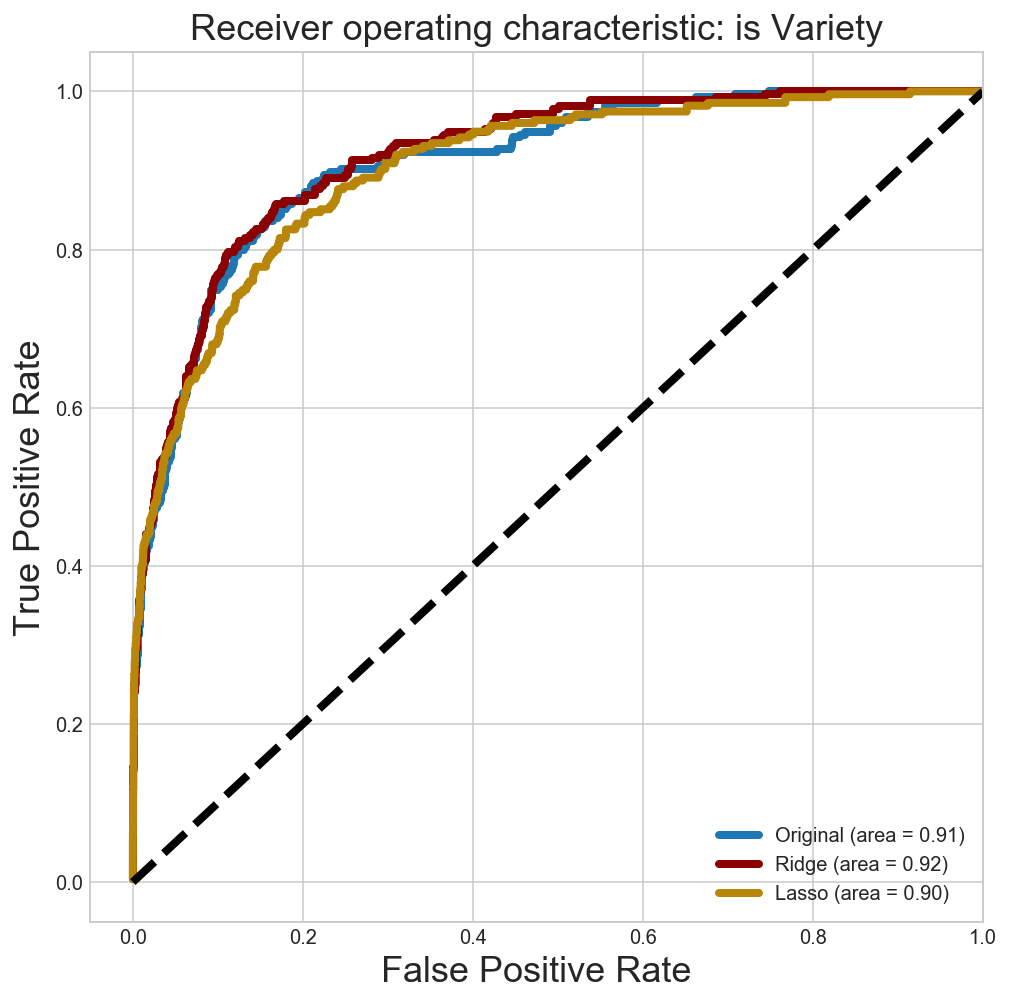 Receiver operating characteristic: is Variety
True Positive Rate
1.0
0.8
0.6
0.4
0.2
0.0
Original (area = 0.91)
Ridge (area = 0.92)
Lasso (area = 0.90)
0.0 0.2 0.4 0.6 0.8 1.0
False Positive Rate